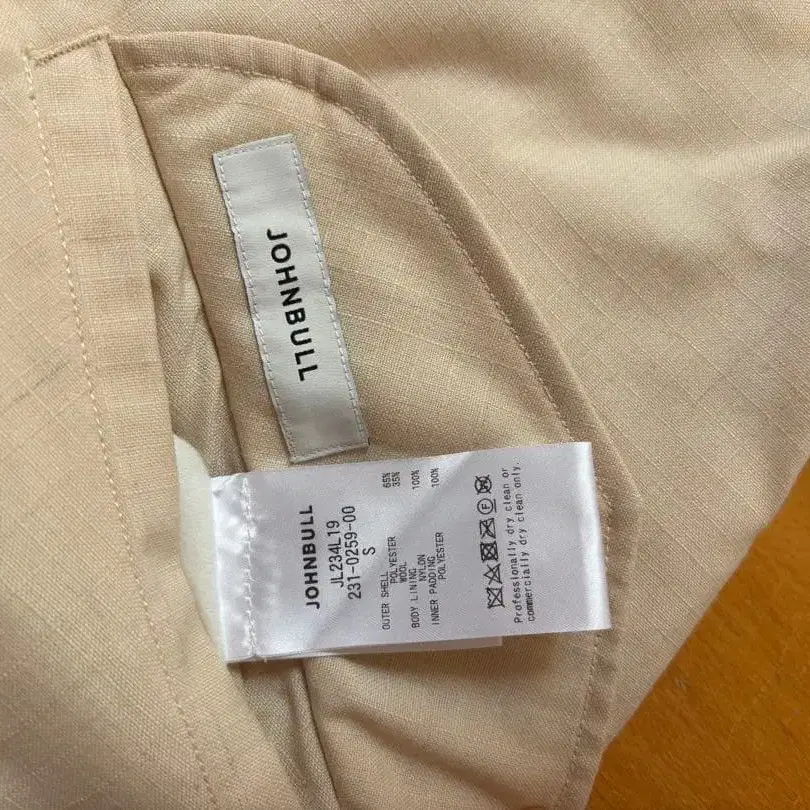 JOHNBULL
JOHNBULL
JL234L19
231-0259-00
S
OUTER SHELL
POLYESTER 65%
WOOL 35%
BODY LINING
NYLON 100%
INNER PADDING
POLYESTER 100%
F
Professionally dry clean or
commercially dry clean only.